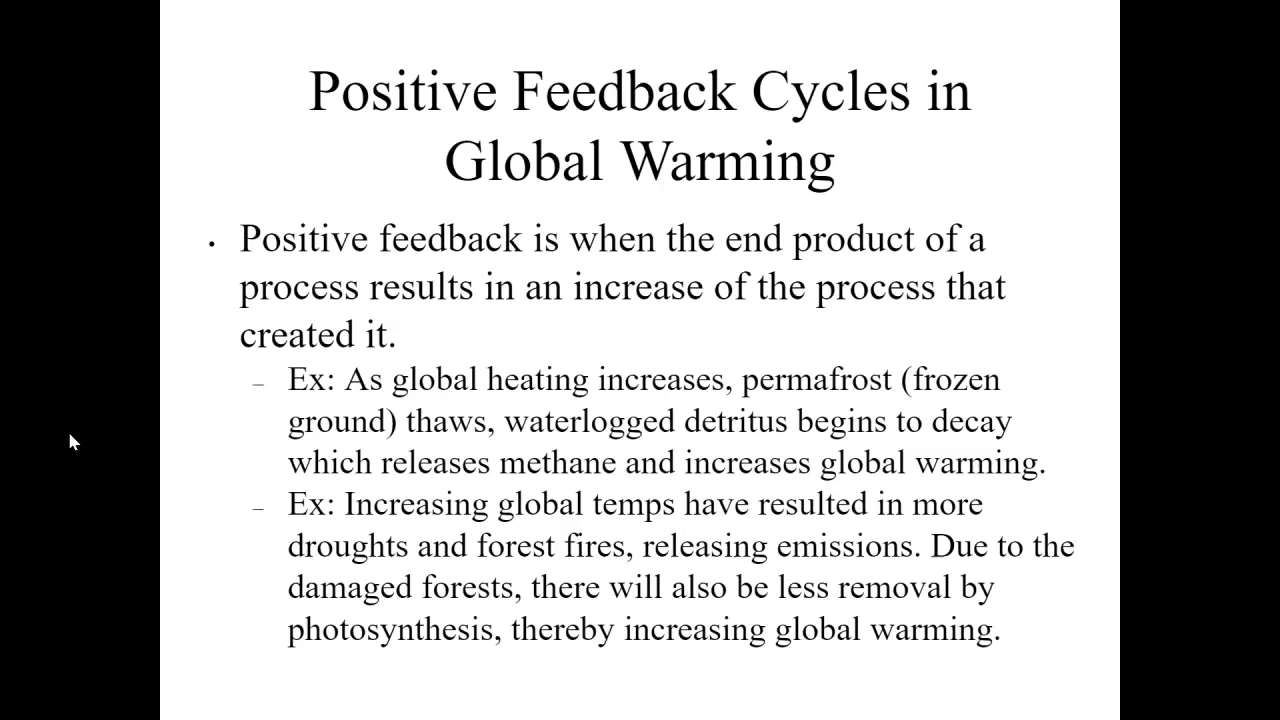 Positive Feedback Cycles in
Global Warming
• Positive feedback is when the end product of a
process results in an increase of the process that
created it.
– Ex: As global heating increases, permafrost (frozen
ground) thaws, waterlogged detritus begins to decay
which releases methane and increases global warming.
– Ex: Increasing global temps have resulted in more
droughts and forest fires, releasing emissions. Due to the
damaged forests, there will also be less removal by
photosynthesis, thereby increasing global warming.